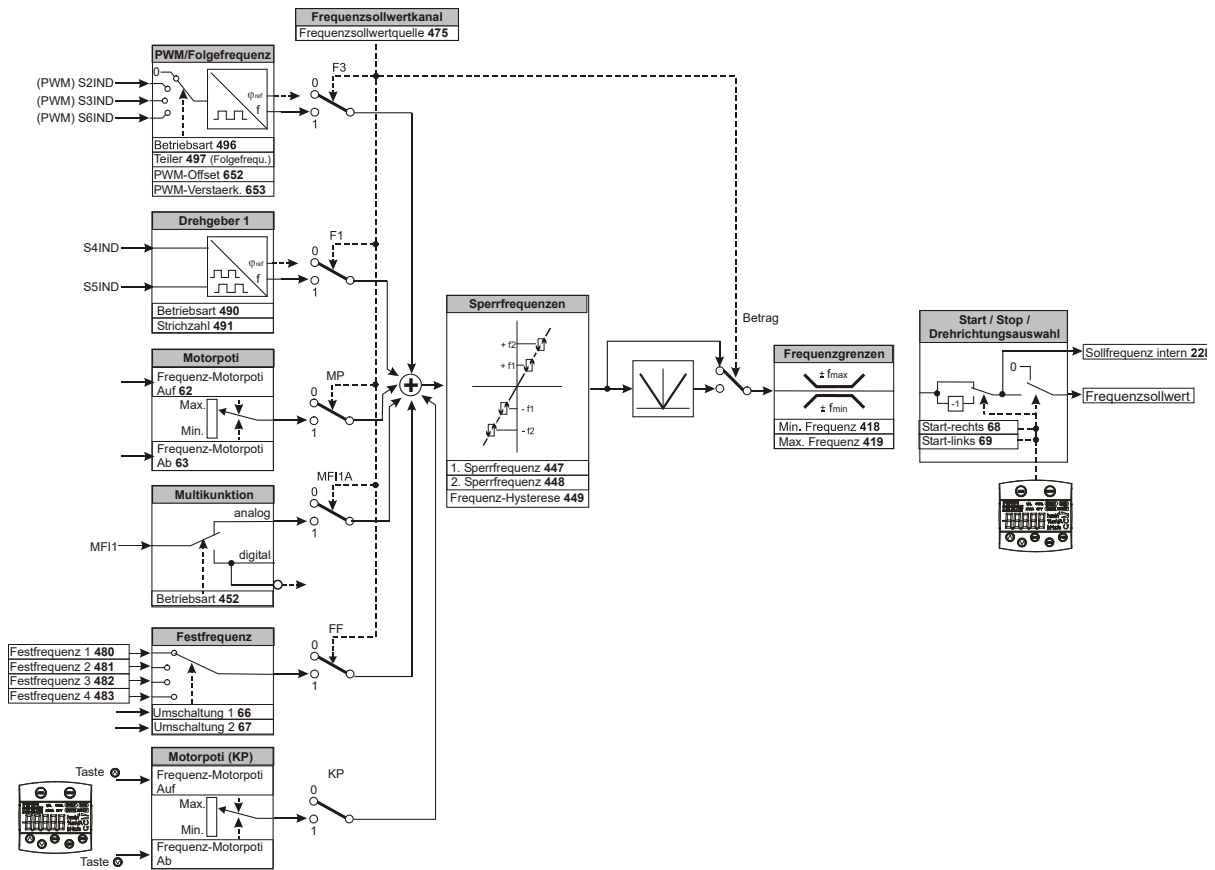 Frequenzsollwertkanal
Frequenzsollwertquelle 475
PWM/Folgefrequenz
(PWM) S2IND
(PWM) S3IND
(PWM) S6IND
0
φref
f
Betriebsart 496
Teiler 497 (Folgefrequ.)
PWM-Offset 652
PWM-Verstaerk. 653
F3
0
1
Drehgeber 1
S4IND
S5IND
φref
f
Betriebsart 490
Strichzahl 491
F1
0
1
Motorpoti
Frequenz-Motorpoti
Auf 62
Max.
Min.
Frequenz-Motorpoti
Ab 63
MP
0
1
Multikunktion
analog
MFI1
digital
Betriebsart 452
MFI1A
0
1
Festfrequenz
Festfrequenz 1 480
Festfrequenz 2 481
Festfrequenz 3 482
Festfrequenz 4 483
Umschaltung 1 66
Umschaltung 2 67
FF
0
1
Motorpoti (KP)
Taste
Frequenz-Motorpoti
Auf
Max.
Min.
Frequenz-Motorpoti
Ab
Taste
KP
0
1
+
Sperrfrequenzen
+ f2
+ f1
- f1
- f2
1. Sperrfrequenz 447
2. Sperrfrequenz 448
Frequenz-Hysterese 449
Betrag
Frequenzgrenzen
± fmax
± fmin
Min. Frequenz 418
Max. Frequenz 419
Start / Stop /
Drehrichtungsauswahl
-1
0
Start-rechts 68
Start-links 69
Sollfrequenz intern 228
Frequenzsollwert